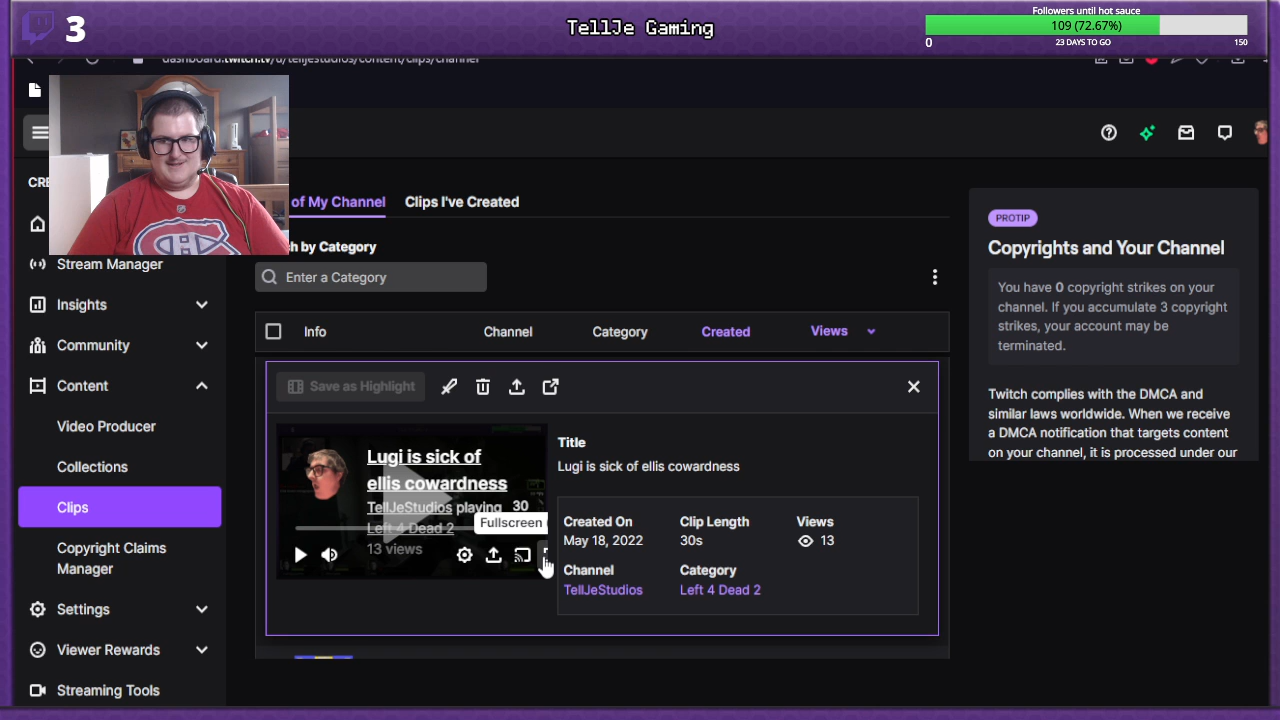 3
TellJe Gaming
Followers until hot sauce
109 (72.67%)
0
23 DAYS TO GO
150
dashboard.twitch.tv/u/telljestudios/content/clips/channel
CRE
Stream Manager
Insights
Community
Content
Video Producer
Collections
Clips
Copyright Claims
Manager
Settings
Viewer Rewards
Streaming Tools
of My Channel
Clips I've Created
ch by Category
Enter a Category
Info
Channel
Category
Created
Views
Save as Highlight
Lugi is sick of
ellis cowardness
TellJeStudios playing
Left 4 Dead 2
13 views
30
Fullscreen
Title
Lugi is sick of ellis cowardness
Created On
May 18, 2022
Clip Length
30s
Views
13
Channel
TellJeStudios
Category
Left 4 Dead 2
PROTIP
Copyrights and Your Channel
You have 0 copyright strikes on your
channel. If you accumulate 3 copyright
strikes, your account may be
terminated.
Twitch complies with the DMCA and
similar laws worldwide. When we receive
a DMCA notification that targets content
on your channel, it is processed under our